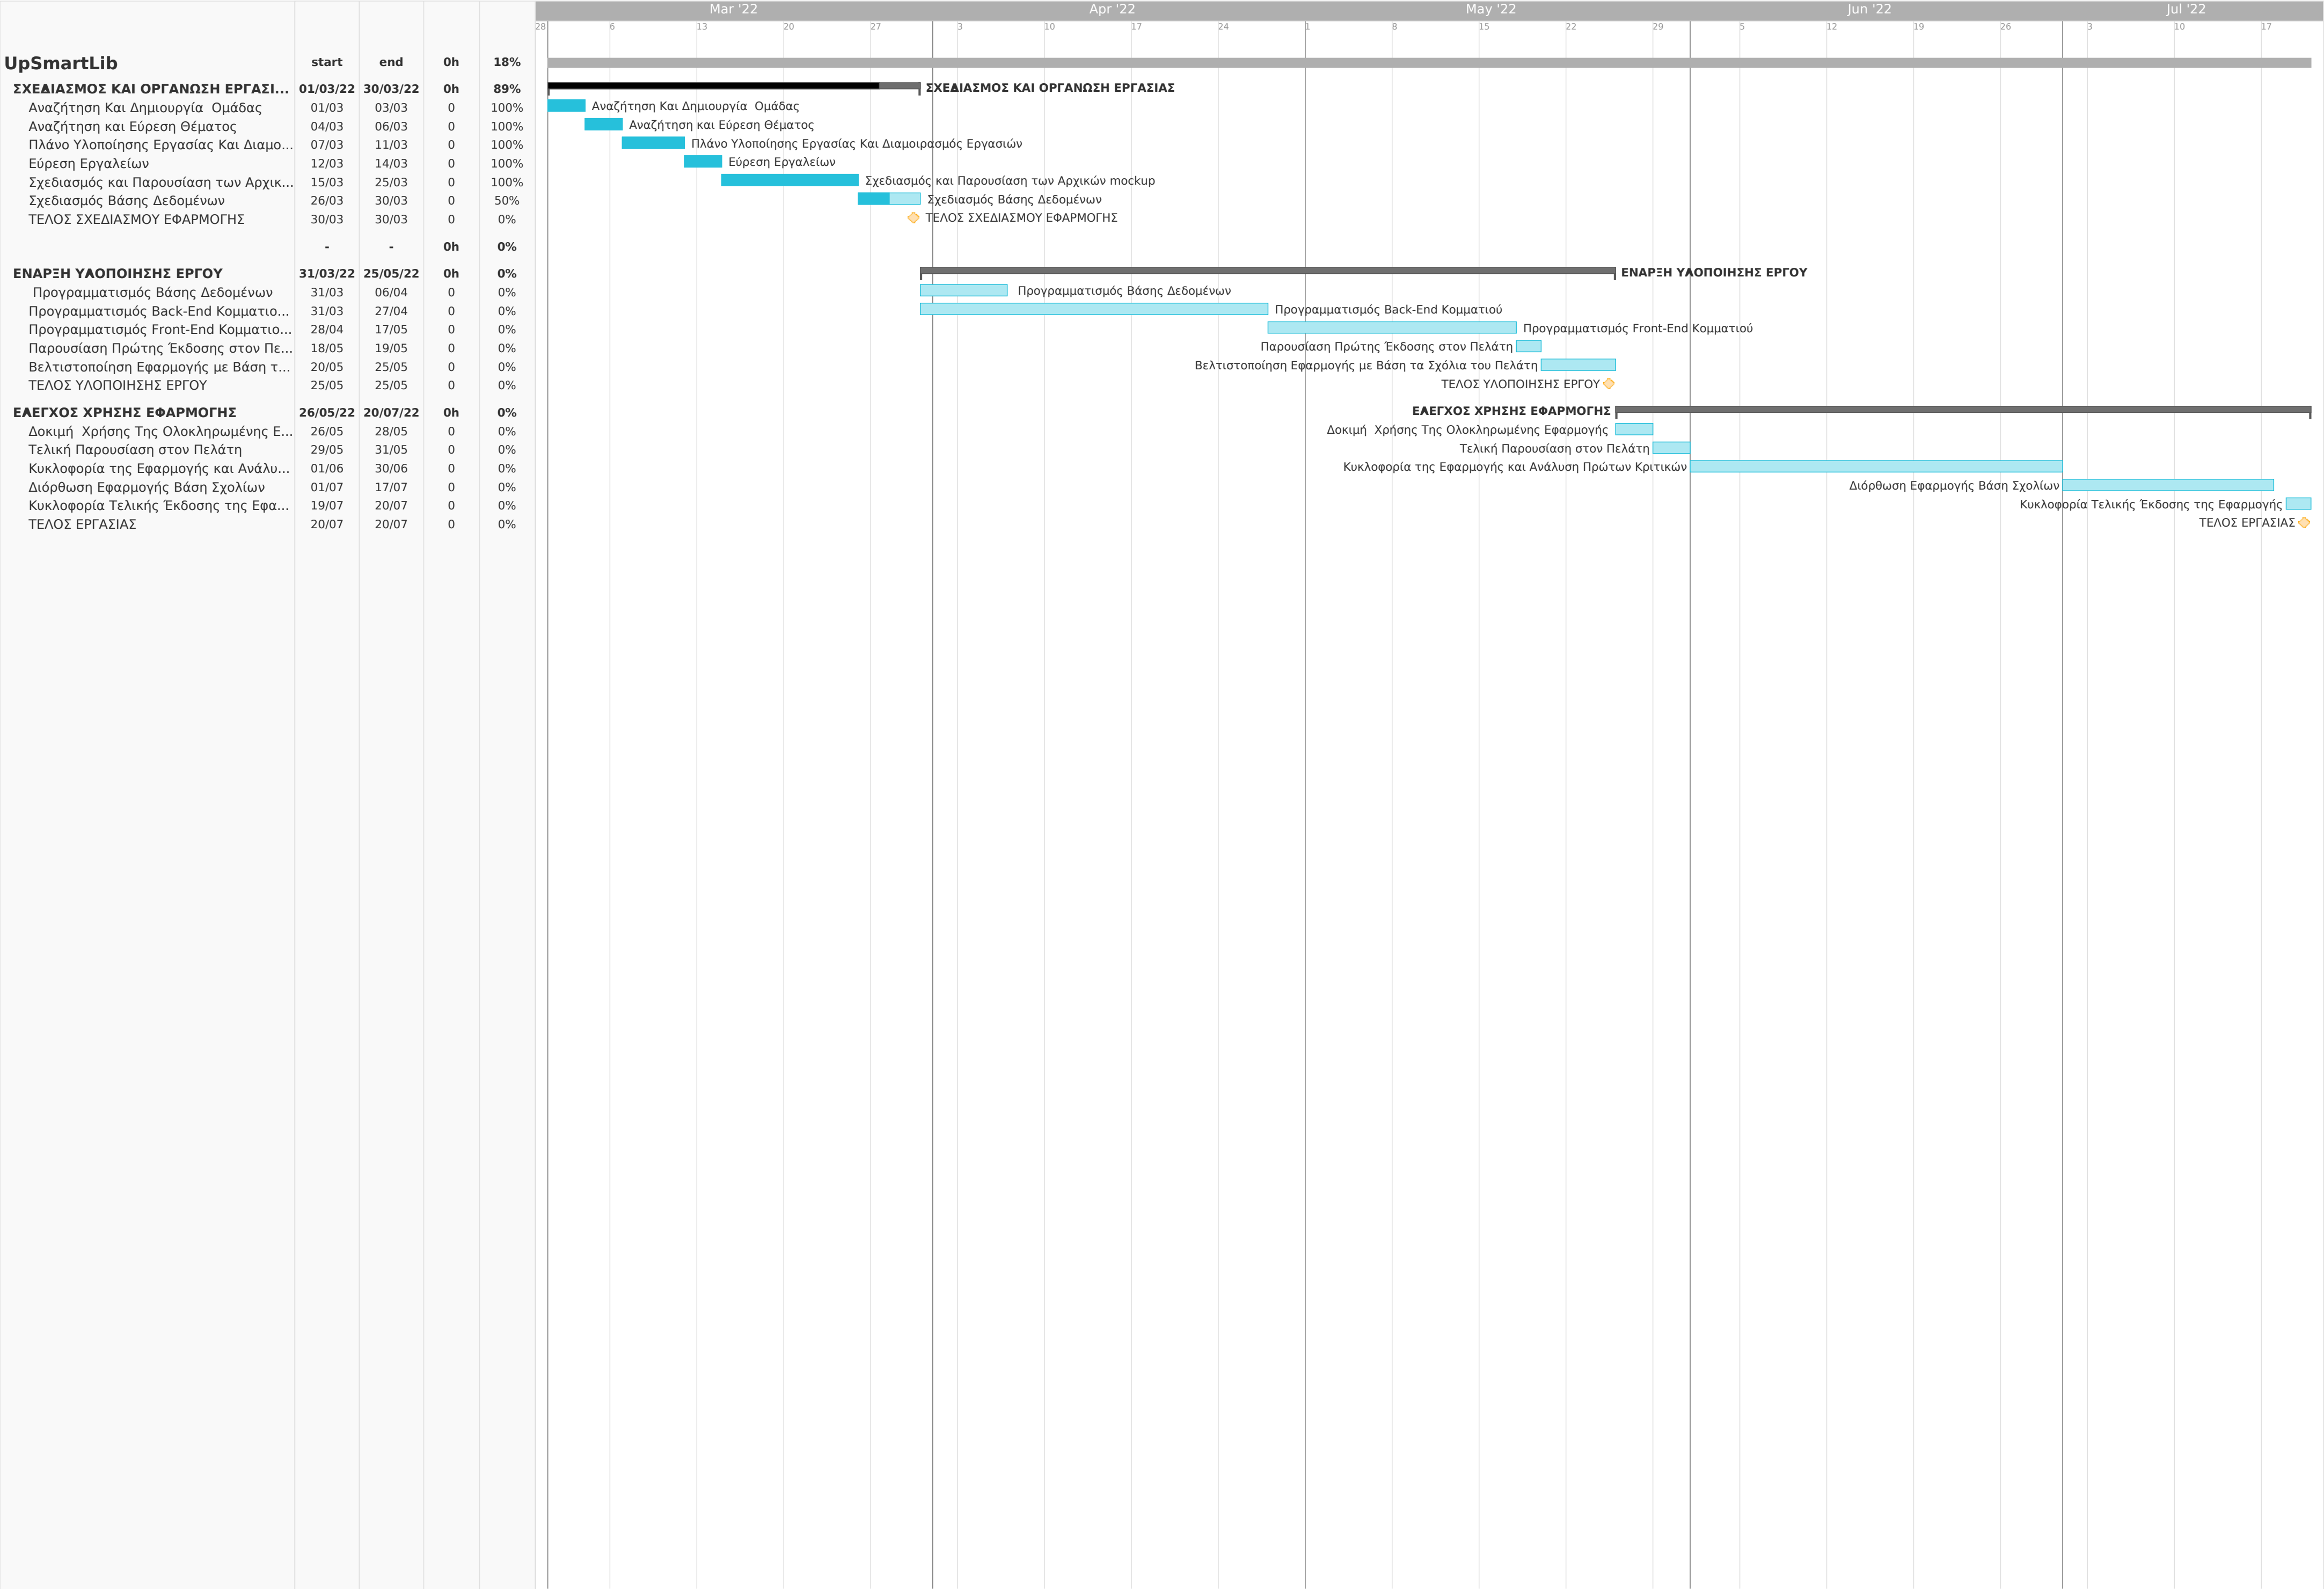 Mar '22 Apr '22 May '22 Jun '22 Jul '22
28 6 13 20 27 3 10 17 24 1 8 15 22 29 5 12 19 26 3 10 17
UpSmartLib start end 0h 18%
ΣΧΕΔΙΑΣΜΟΣ ΚΑΙ ΟΡΓΑΝΩΣΗ ΕΡΓΑΣΙ... 01/03/22 30/03/22 0h 89% ΣΧΕΔΙΑΣΜΟΣ ΚΑΙ ΟΡΓΑΝΩΣΗ ΕΡΓΑΣΙΑΣ
Αναζήτηση Και Δημιουργία Ομάδας 01/03 03/03 0 100% Αναζήτηση Και Δημιουργία Ομάδας
Αναζήτηση και Εύρεση Θέματος 04/03 06/03 0 100% Αναζήτηση και Εύρεση Θέματος
Πλάνο Υλοποίησης Εργασίας Και Διαμο... 07/03 11/03 0 100% Πλάνο Υλοποίησης Εργασίας Και Διαμοιρασμός Εργασιών
Εύρεση Εργαλείων 12/03 14/03 0 100% Εύρεση Εργαλείων
Σχεδιασμός και Παρουσίαση των Αρχικ... 15/03 25/03 0 100% Σχεδιασμός και Παρουσίαση των Αρχικών mockup
Σχεδιασμός Βάσης Δεδομένων 26/03 30/03 0 50% Σχεδιασμός Βάσης Δεδομένων
ΤΕΛΟΣ ΣΧΕΔΙΑΣΜΟΥ ΕΦΑΡΜΟΓΗΣ 30/03 30/03 0 0% ΤΕΛΟΣ ΣΧΕΔΙΑΣΜΟΥ ΕΦΑΡΜΟΓΗΣ
- - 0h 0%
ΕΝΑΡΞΗ ΥΛΟΠΟΙΗΣΗΣ ΕΡΓΟΥ 31/03/22 25/05/22 0h 0% ΕΝΑΡΞΗ ΥΛΟΠΟΙΗΣΗΣ ΕΡΓΟΥ
Προγραμματισμός Βάσης Δεδομένων 31/03 06/04 0 0% Προγραμματισμός Βάσης Δεδομένων
Προγραμματισμός Back-End Κομματιο... 31/03 27/04 0 0% Προγραμματισμός Back-End Κομματιού
Προγραμματισμός Front-End Κομματιο... 28/04 17/05 0 0% Προγραμματισμός Front-End Κομματιού
Παρουσίαση Πρώτης Έκδοσης στον Πε... 18/05 19/05 0 0% Παρουσίαση Πρώτης Έκδοσης στον Πελάτη
Βελτιστοποίηση Εφαρμογής με Βάση τ... 20/05 25/05 0 0% Βελτιστοποίηση Εφαρμογής με Βάση τα Σχόλια του Πελάτη
ΤΕΛΟΣ ΥΛΟΠΟΙΗΣΗΣ ΕΡΓΟΥ 25/05 25/05 0 0% ΤΕΛΟΣ ΥΛΟΠΟΙΗΣΗΣ ΕΡΓΟΥ
ΕΛΕΓΧΟΣ ΧΡΗΣΗΣ ΕΦΑΡΜΟΓΗΣ 26/05/22 20/07/22 0h 0% ΕΛΕΓΧΟΣ ΧΡΗΣΗΣ ΕΦΑΡΜΟΓΗΣ
Δοκιμή Χρήσης Της Ολοκληρωμένης Ε... 26/05 28/05 0 0% Δοκιμή Χρήσης Της Ολοκληρωμένης Εφαρμογής
Τελική Παρουσίαση στον Πελάτη 29/05 31/05 0 0% Τελική Παρουσίαση στον Πελάτη
Κυκλοφορία της Εφαρμογής και Ανάλυ... 01/06 30/06 0 0% Κυκλοφορία της Εφαρμογής και Ανάλυση Πρώτων Κριτικών
Διόρθωση Εφαρμογής Βάση Σχολίων 01/07 17/07 0 0% Διόρθωση Εφαρμογής Βάση Σχολίων
Κυκλοφορία Τελικής Έκδοσης της Εφα... 19/07 20/07 0 0% Κυκλοφορία Τελικής Έκδοσης της Εφαρμογής
ΤΕΛΟΣ ΕΡΓΑΣΙΑΣ 20/07 20/07 0 0% ΤΕΛΟΣ ΕΡΓΑΣΙΑΣ